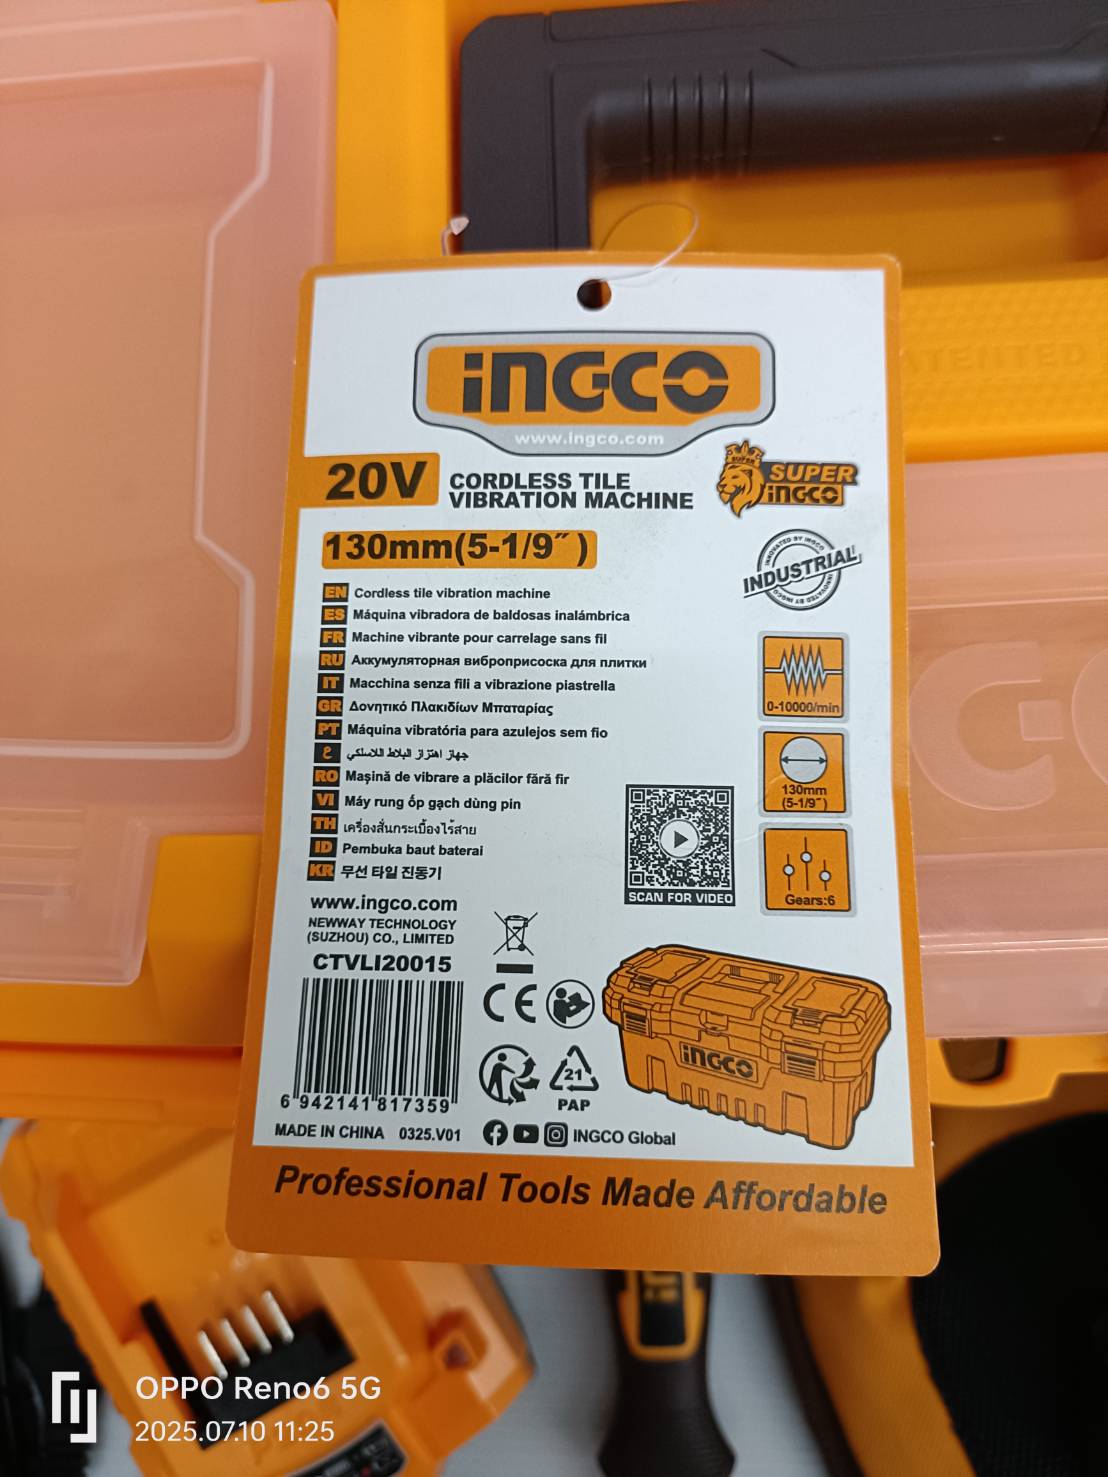 INGCO
www.ingco.com
20V CORDLESS TILE
VIBRATION MACHINE
SUPER
SUPER
INGCO
130mm(5-1/9″)
INNOVATED BY INGCO
INDUSTRIAL
INNOVATED BY INGCO
EN Cordless tile vibration machine
ES Máquina vibradora de baldosas inalámbrica
FR Machine vibrante pour carrelage sans fil
RU Аккумуляторная виброприсоска для плитки
IT Macchina senza fili a vibrazione piastrella
GR Δονητικό Πλακιδίων Μπαταρίας
PT Máquina vibratória para azulejos sem fio
ع جهاز اهتزاز البلاط اللاسلكي
RO Mașină de vibrare a plăcilor fără fir
VI Máy rung ốp gạch dùng pin
TH เครื่องสั่นกระเบื้องไร้สาย
ID Pembuka baut baterai
KR 무선 타일 진동기
0-10000/min
130mm
(5-1/9″)
Gears:6
SCAN FOR VIDEO
www.ingco.com
NEWWAY TECHNOLOGY
(SUZHOU) CO., LIMITED
CTVLI20015
6 942141 817359
CE
21
PAP
INGCO
MADE IN CHINA 0325.V01
INGCO Global
Professional Tools Made Affordable
OPPO Reno6 5G
2025.07.10 11:25